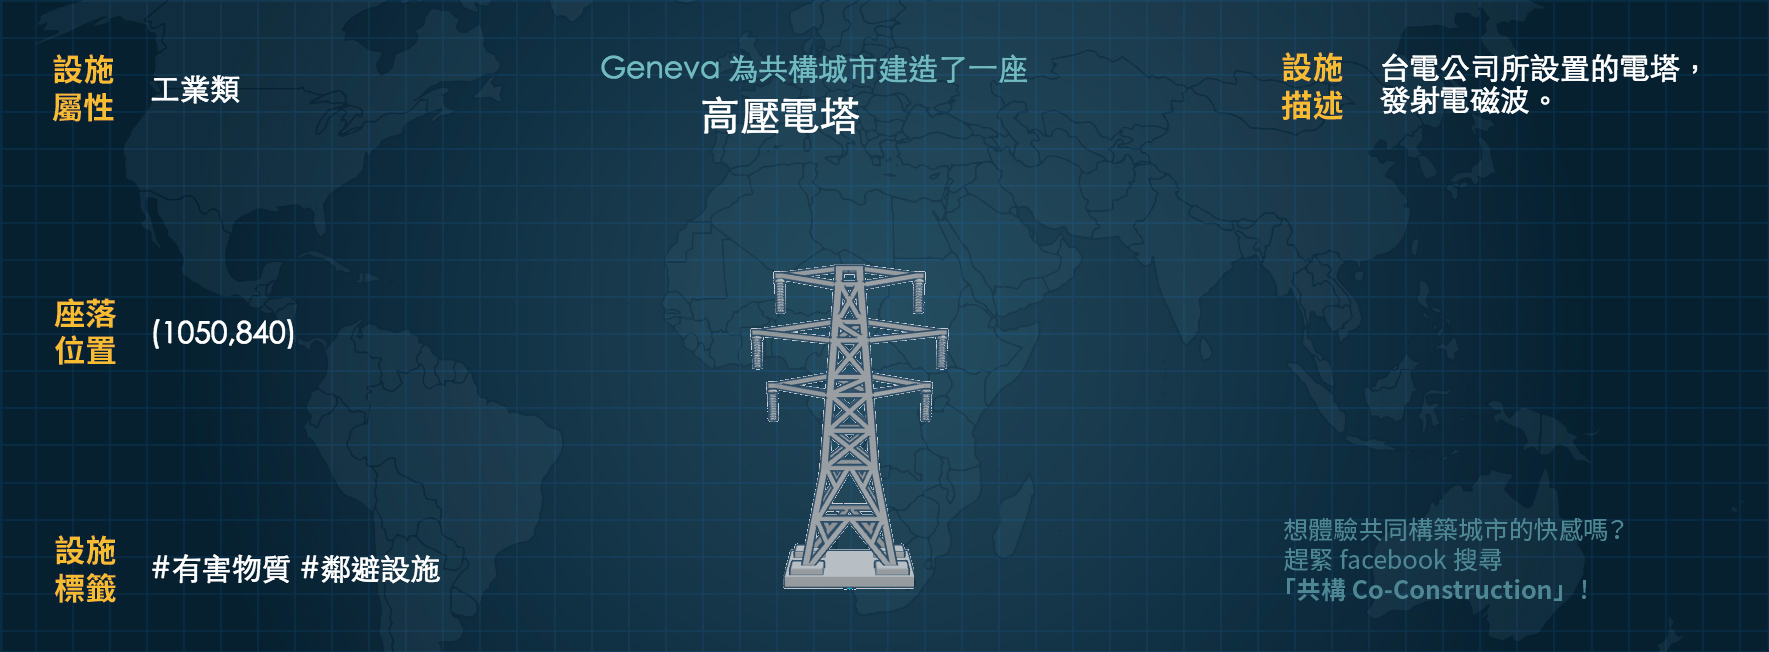 設施
屬性
工業類
Geneva 為共構城市建造了一座
高壓電塔
設施
描述
台電公司所設置的電塔，
發射電磁波。
座落
位置
(1050,840)
設施
標籤
#有害物質 #鄰避設施
想體驗共同構築城市的快感嗎?
趕緊 facebook 搜尋
「共構 Co-Construction」!